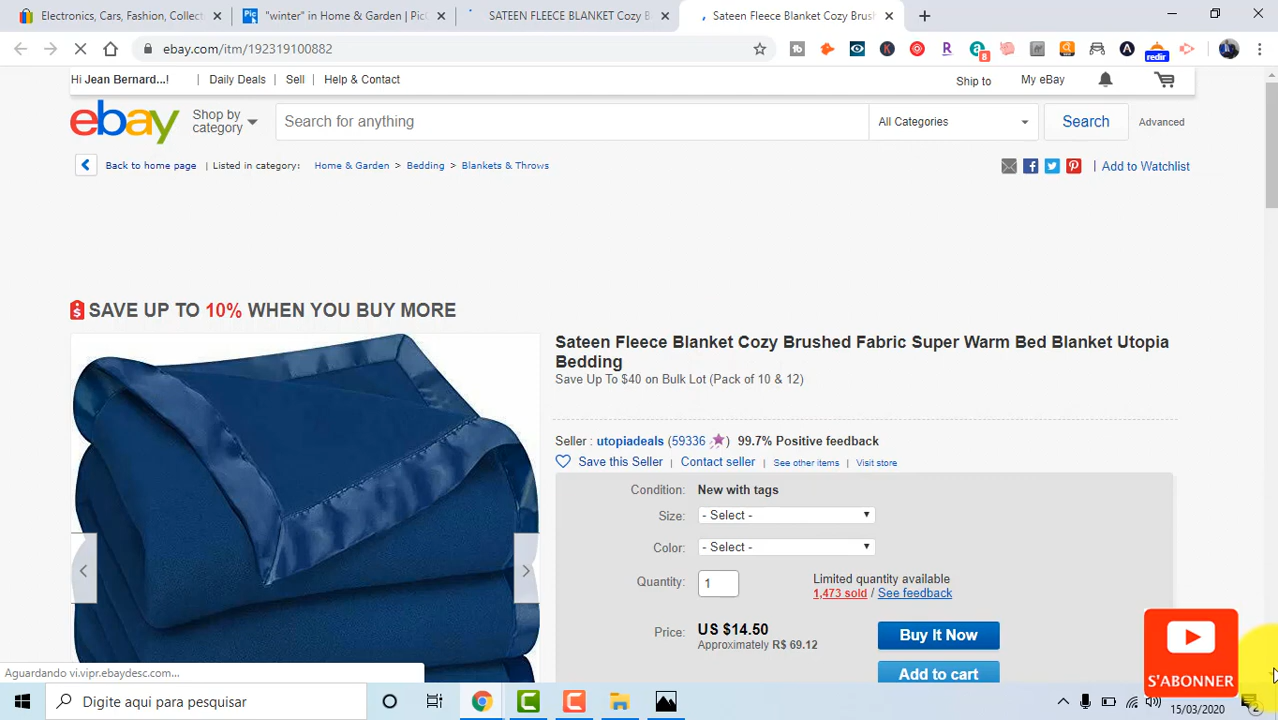 Electronics, Cars, Fashion, Collect
"winter" in Home & Garden | PicC
SATEEN FLEECE BLANKET Cozy B
Sateen Fleece Blanket Cozy Brush
ebay.com/item/192319100882
8
redir
Hi Jean Bernard...! | Daily Deals | Sell | Help & Contact
Ship to My eBay
ebay
Shop by category
Search for anything
All Categories
Search
Advanced
Back to home page | Listed in category: Home & Garden > Bedding > Blankets & Throws
| Add to Watchlist
SAVE UP TO 10% WHEN YOU BUY MORE
Sateen Fleece Blanket Cozy Brushed Fabric Super Warm Bed Blanket Utopia
Bedding
Save Up To $40 on Bulk Lot (Pack of 10 & 12)
Seller : utopiadeals (59336 ) 99.7% Positive feedback
Save this Seller | Contact seller | See other items | Visit store
Condition: New with tags
Size: - Select -
Color: - Select -
Quantity: 1
Limited quantity available
1,473 sold / See feedback
Price: US $14.50
Approximately R$ 69.12
Buy It Now
Add to cart
S'ABONNER
Aguardando vi.vipr.ebaydesc.com...
Digite aqui para pesquisar
15/03/2020
2